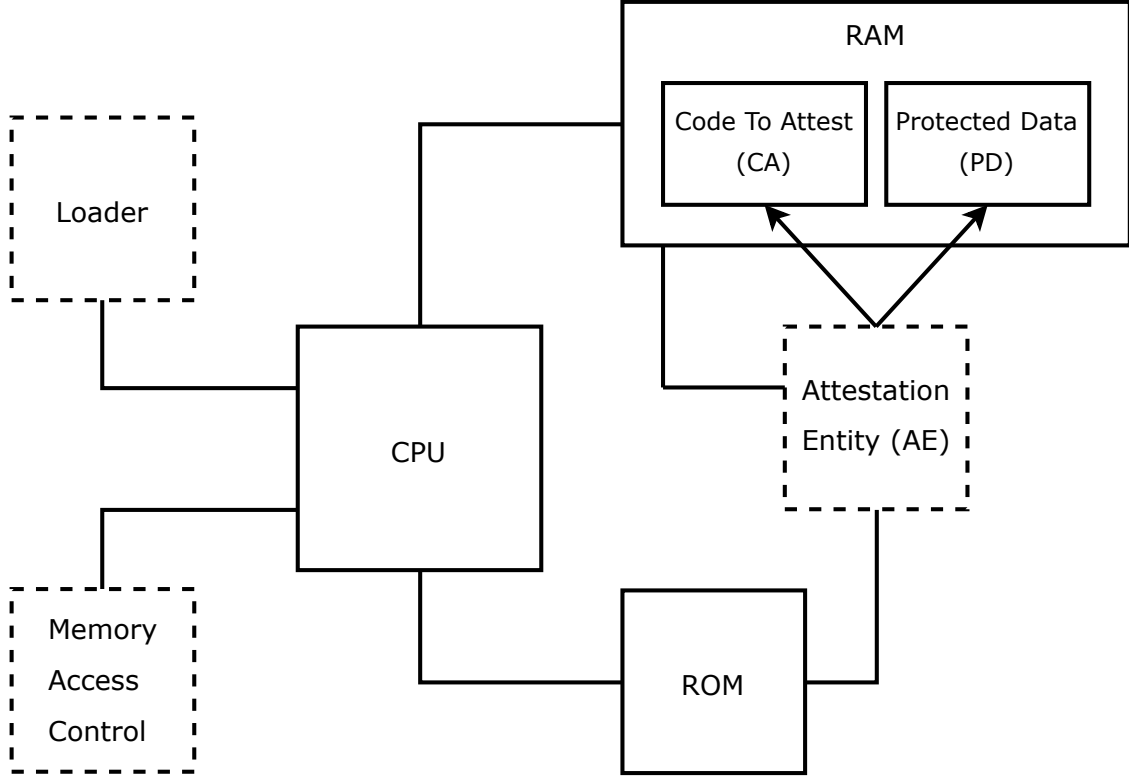 RAM
Code To Attest
(CA)
Protected Data
(PD)
Loader
Attestation
Entity (AE)
CPU
Memory
Access
Control
ROM